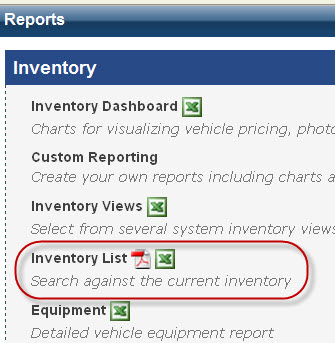 Reports
Inventory
Inventory Dashboard
Charts for visualizing vehicle pricing, photo
Custom Reporting
Create your own reports including charts a
Inventory Views
Select from several system inventory views
Inventory List
Search against the current inventory
Equipment
Detailed vehicle equipment report